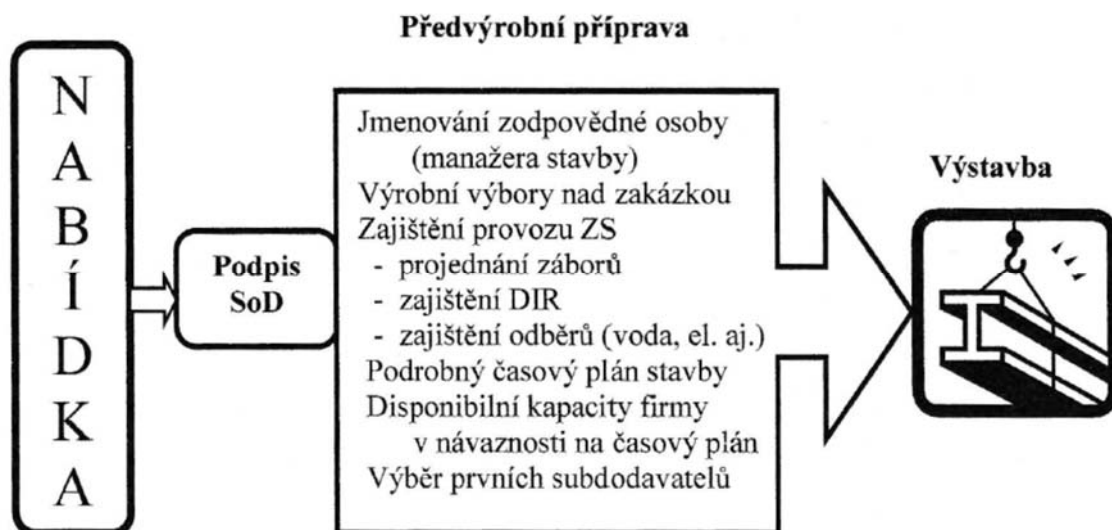 Předvýrobní příprava
NABÍDKA
Podpis
SoD
Jmenování zodpovědné osoby
(manažera stavby)
Výrobní výbory nad zakázkou
Zajištění provozu ZS
- projednání záborů
- zajištění DIR
- zajištění odběrů (voda, el. aj.)
Podrobný časový plán stavby
Disponibilní kapacity firmy
v návaznosti na časový plán
Výběr prvních subdodavatelů
Výstavba